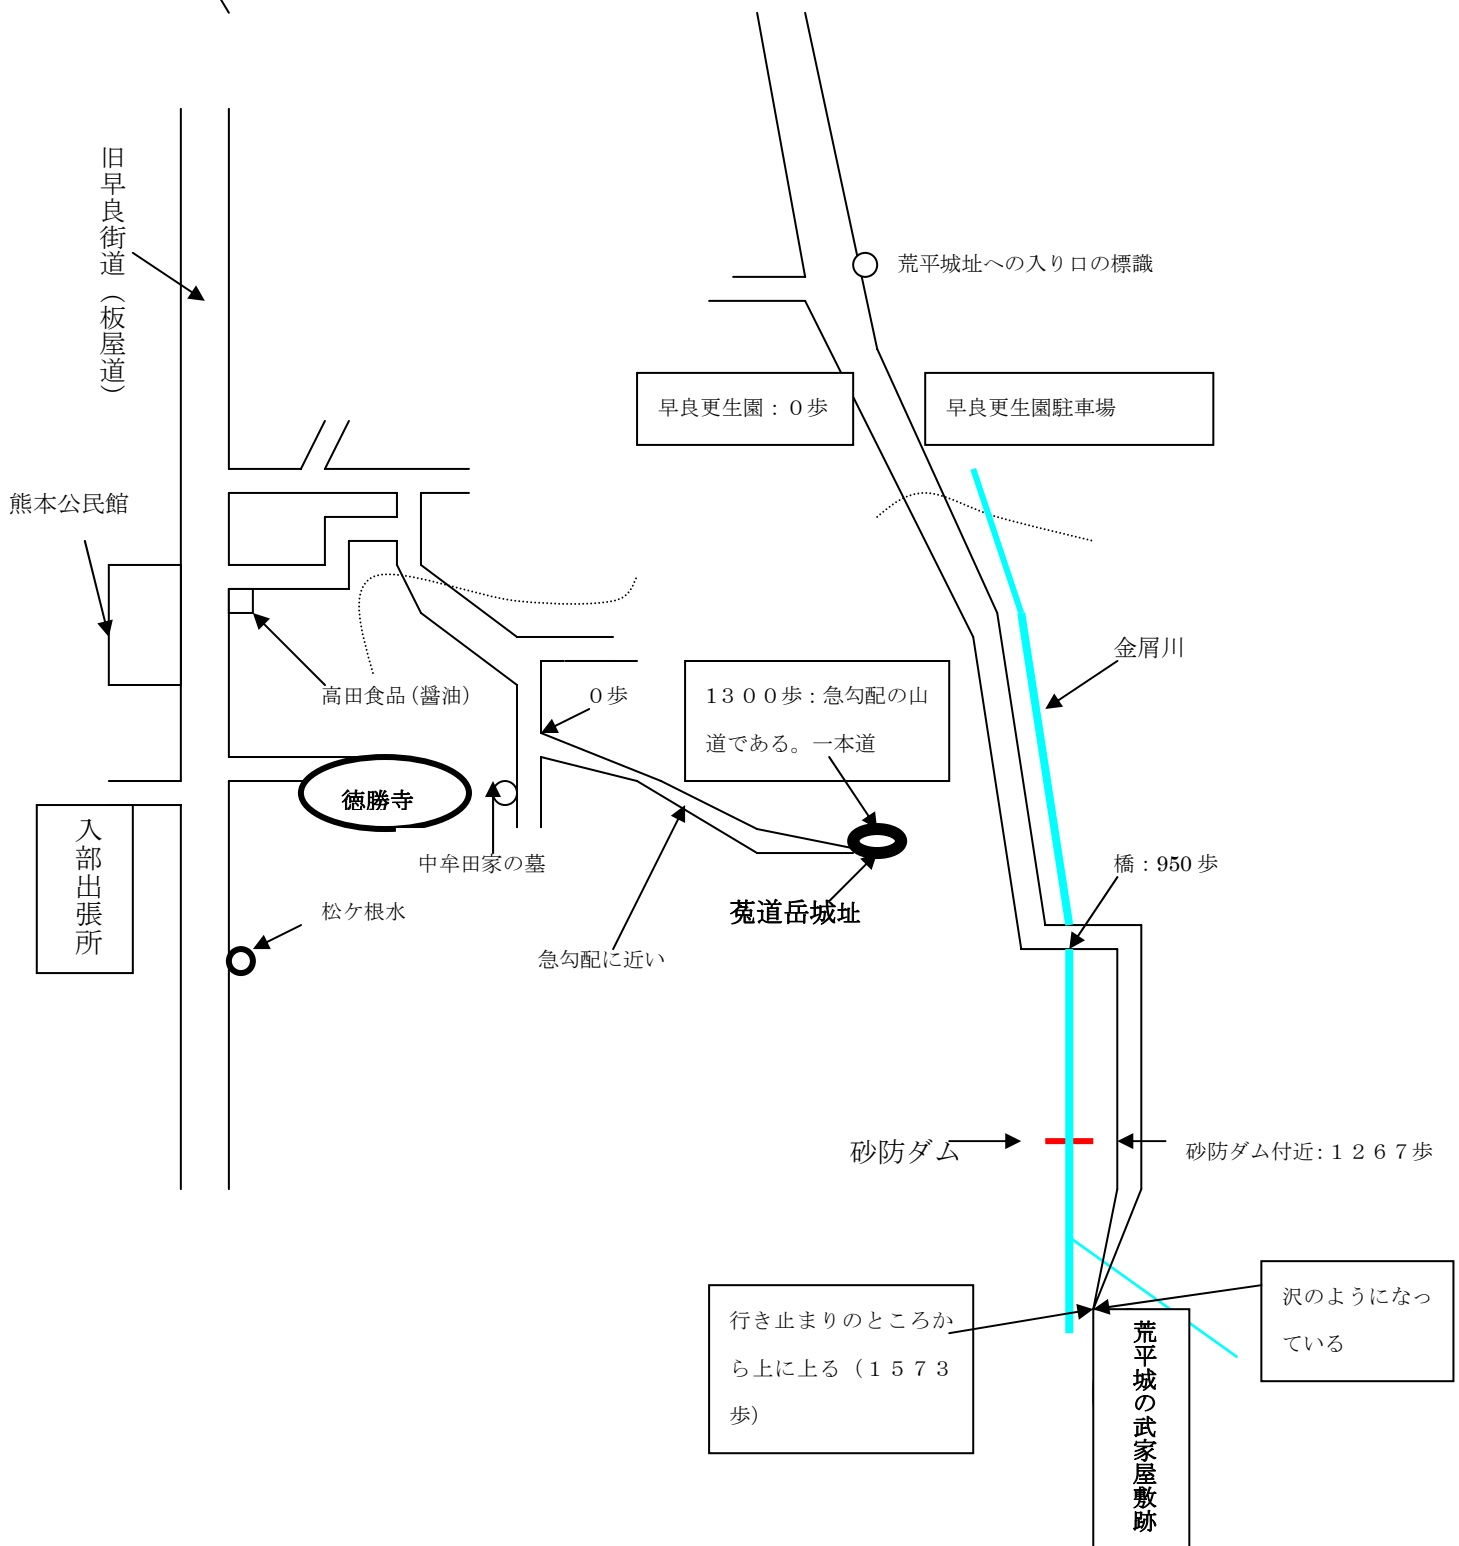 旧早良街道（板屋道）
荒平城址への入り口の標識
早良更生園：０歩
早良更生園駐車場
熊本公民館
金屑川
高田食品（醤油）
０歩
１３００歩：急勾配の山
道である。一本道
徳勝寺
入部出張所
中牟田家の墓
橋：950 歩
松ケ根水
菟道岳城址
急勾配に近い
砂防ダム
砂防ダム付近：１２６７歩
行き止まりのところか
ら上に上る（１５７３
歩）
沢のようになっ
ている
荒平城の武家屋敷跡